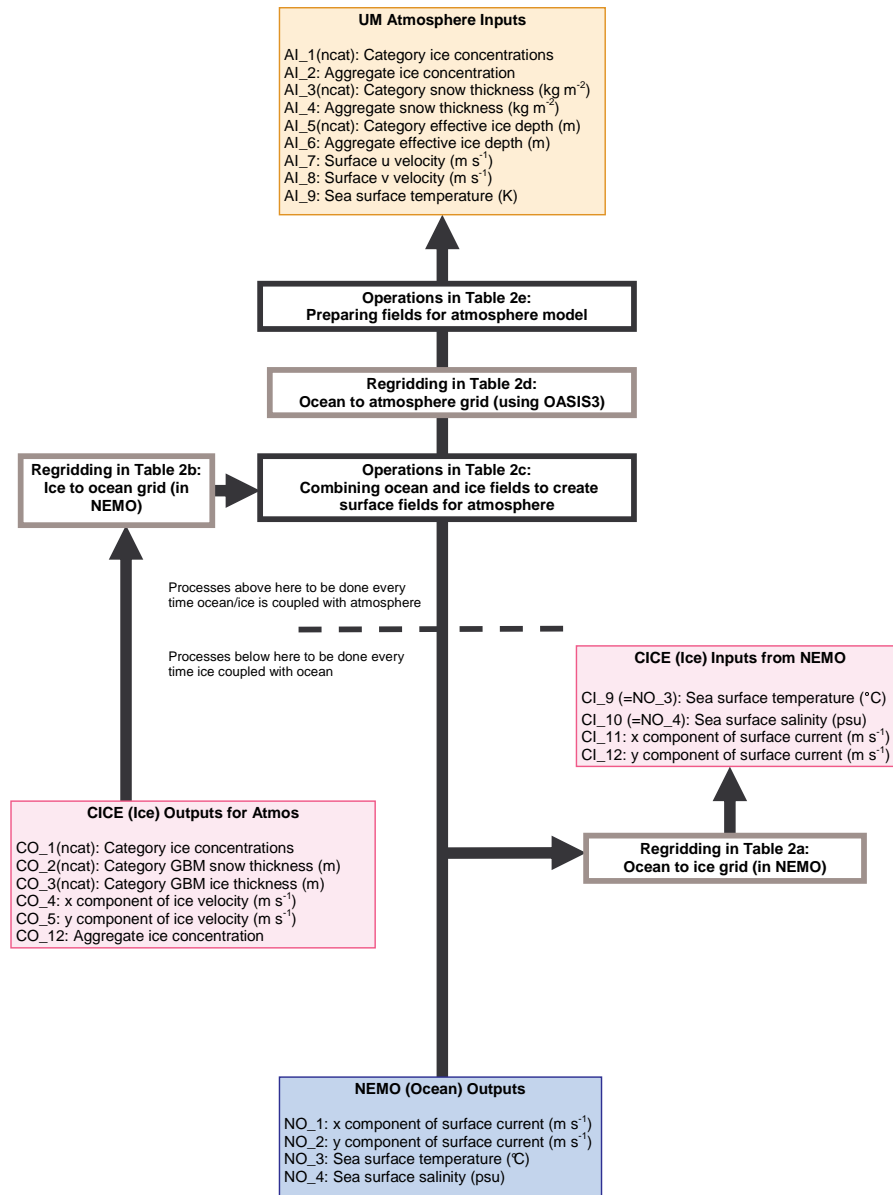 UM Atmosphere Inputs
AI_1(ncat): Category ice concentrations
AI_2: Aggregate ice concentration
AI_3(ncat): Category snow thickness (kg m⁻²)
AI_4: Aggregate snow thickness (kg m⁻²)
AI_5(ncat): Category effective ice depth (m)
AI_6: Aggregate effective ice depth (m)
AI_7: Surface u velocity (m s⁻¹)
AI_8: Surface v velocity (m s⁻¹)
AI_9: Sea surface temperature (K)
Operations in Table 2e:
Preparing fields for atmosphere model
Regridding in Table 2d:
Ocean to atmosphere grid (using OASIS3)
Regridding in Table 2b:
Ice to ocean grid (in
NEMO)
Operations in Table 2c:
Combining ocean and ice fields to create
surface fields for atmosphere
Processes above here to be done every
time ocean/ice is coupled with atmosphere
Processes below here to be done every
time ice coupled with ocean
CICE (Ice) Inputs from NEMO
CI_9 (=NO_3): Sea surface temperature (°C)
CI_10 (=NO_4): Sea surface salinity (psu)
CI_11: x component of surface current (m s⁻¹)
CI_12: y component of surface current (m s⁻¹)
CICE (Ice) Outputs for Atmos
CO_1(ncat): Category ice concentrations
CO_2(ncat): Category GBM snow thickness (m)
CO_3(ncat): Category GBM ice thickness (m)
CO_4: x component of ice velocity (m s⁻¹)
CO_5: y component of ice velocity (m s⁻¹)
CO_12: Aggregate ice concentration
Regridding in Table 2a:
Ocean to ice grid (in NEMO)
NEMO (Ocean) Outputs
NO_1: x component of surface current (m s⁻¹)
NO_2: y component of surface current (m s⁻¹)
NO_3: Sea surface temperature (°C)
NO_4: Sea surface salinity (psu)